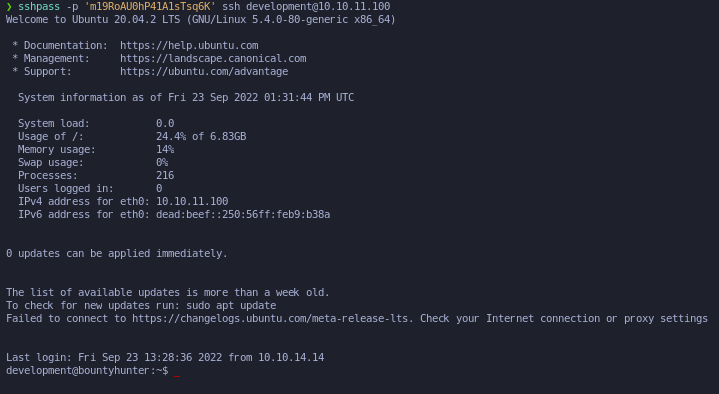 ❯ sshpass -p 'm19RoAU0hP41A1sTsq6K' ssh development@10.10.11.100
Welcome to Ubuntu 20.04.2 LTS (GNU/Linux 5.4.0-80-generic x86_64)
* Documentation: https://help.ubuntu.com
* Management: https://landscape.canonical.com
* Support: https://ubuntu.com/advantage
System information as of Fri 23 Sep 2022 01:31:44 PM UTC
System load: 0.0
Usage of /: 24.4% of 6.83GB
Memory usage: 14%
Swap usage: 0%
Processes: 216
Users logged in: 0
IPv4 address for eth0: 10.10.11.100
IPv6 address for eth0: dead:beef::250:56ff:feb9:b38a
0 updates can be applied immediately.
The list of available updates is more than a week old.
To check for new updates run: sudo apt update
Failed to connect to https://changelogs.ubuntu.com/meta-release-lts. Check your Internet connection or proxy settings
Last login: Fri Sep 23 13:28:36 2022 from 10.10.14.14
development@bountyhunter:~$ _